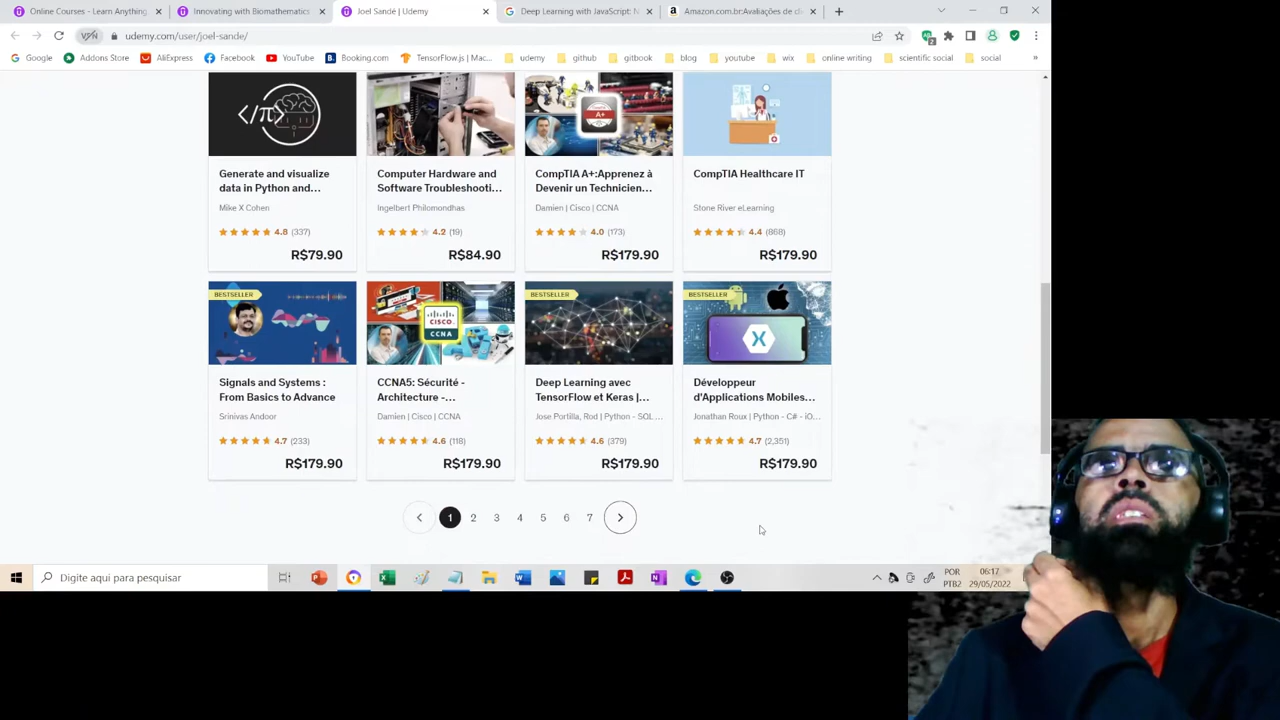 Online Courses - Learn Anything
Innovating with Biomathematics
Joel Sandé | Udemy
Deep Learning with JavaScript: N
Amazon.com.br:Avaliações de cli
VPN
udemy.com/user/joel-sande/
2
Google
Addons Store
AliExpress
Facebook
YouTube
Booking.com
TensorFlow.js | Mac...
udemy
github
gitbook
blog
youtube
wix
online writing
scientific social
social
»
</π>
A+
Generate and visualize
data in Python and...
Mike X Cohen
4.8 (337)
R$79.90
Computer Hardware and
Software Troubleshooti...
Ingelbert Philomondhas
4.2 (19)
R$84.90
CompTIA A+:Apprenez à
Devenir un Technicien...
Damien | Cisco | CCNA
4.0 (173)
R$179.90
CompTIA Healthcare IT
Stone River eLearning
4.4 (868)
R$179.90
BESTSELLER
Signals and Systems :
From Basics to Advance
Srinivas Andoor
4.7 (233)
R$179.90
CISCO
CCNA
CCNA5: Sécurité -
Architecture -...
Damien | Cisco | CCNA
4.6 (118)
R$179.90
BESTSELLER
Deep Learning avec
TensorFlow et Keras |...
Jose Portilla, Rod | Python - SQL ...
4.6 (379)
R$179.90
BESTSELLER
Développeur
d'Applications Mobiles...
Jonathan Roux | Python - C# - iO...
4.7 (2,351)
R$179.90
1 2 3 4 5 6 7
Digite aqui para pesquisar
POR
PTB2
06:17
29/05/2022